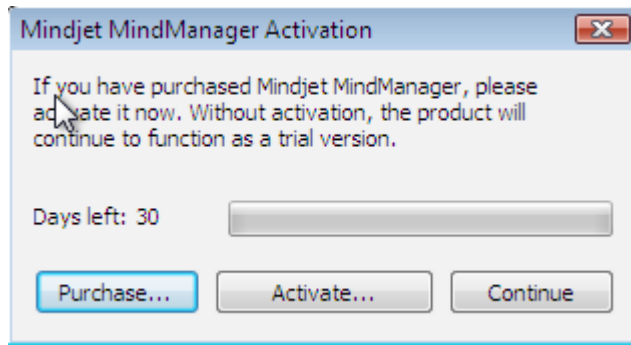 Mindjet MindManager Activation
If you have purchased Mindjet MindManager, please
activate it now. Without activation, the product will
continue to function as a trial version.
Days left: 30
Purchase...
Activate...
Continue